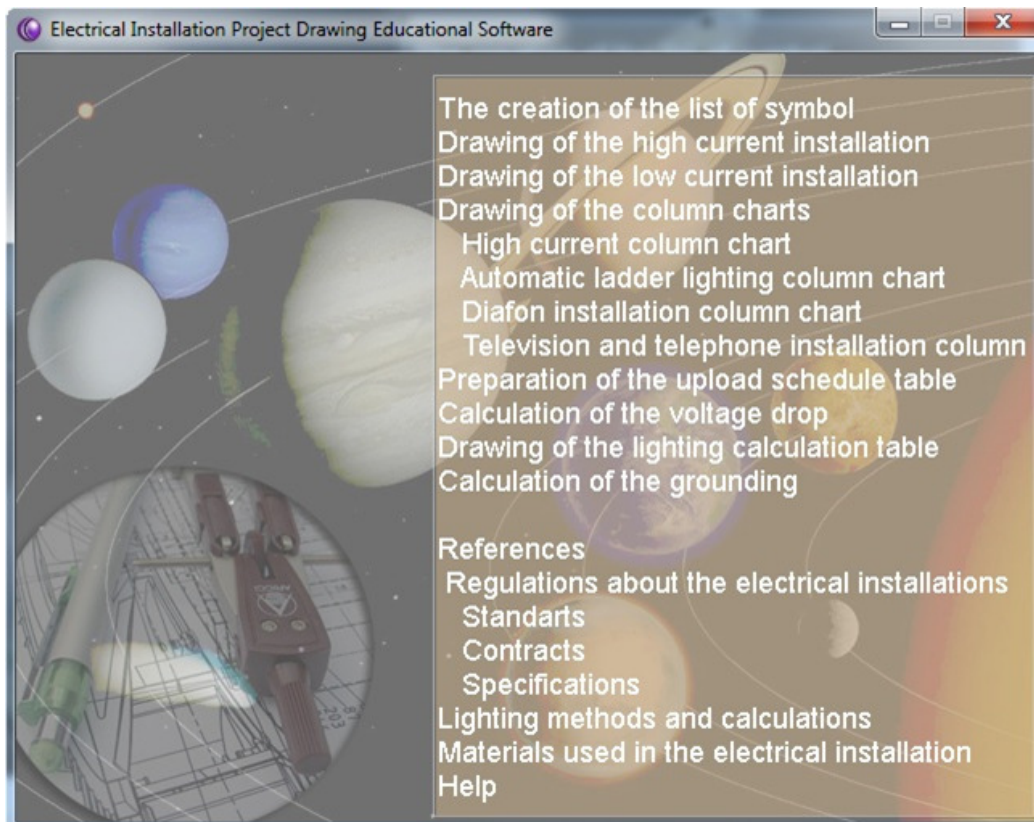 Electrical Installation Project Drawing Educational Software
The creation of the list of symbol
Drawing of the high current installation
Drawing of the low current installation
Drawing of the column charts
High current column chart
Automatic ladder lighting column chart
Diafon installation column chart
Television and telephone installation column
Preparation of the upload schedule table
Calculation of the voltage drop
Drawing of the lighting calculation table
Calculation of the grounding
References
Regulations about the electrical installations
Standarts
Contracts
Specifications
Lighting methods and calculations
Materials used in the electrical installation
Help